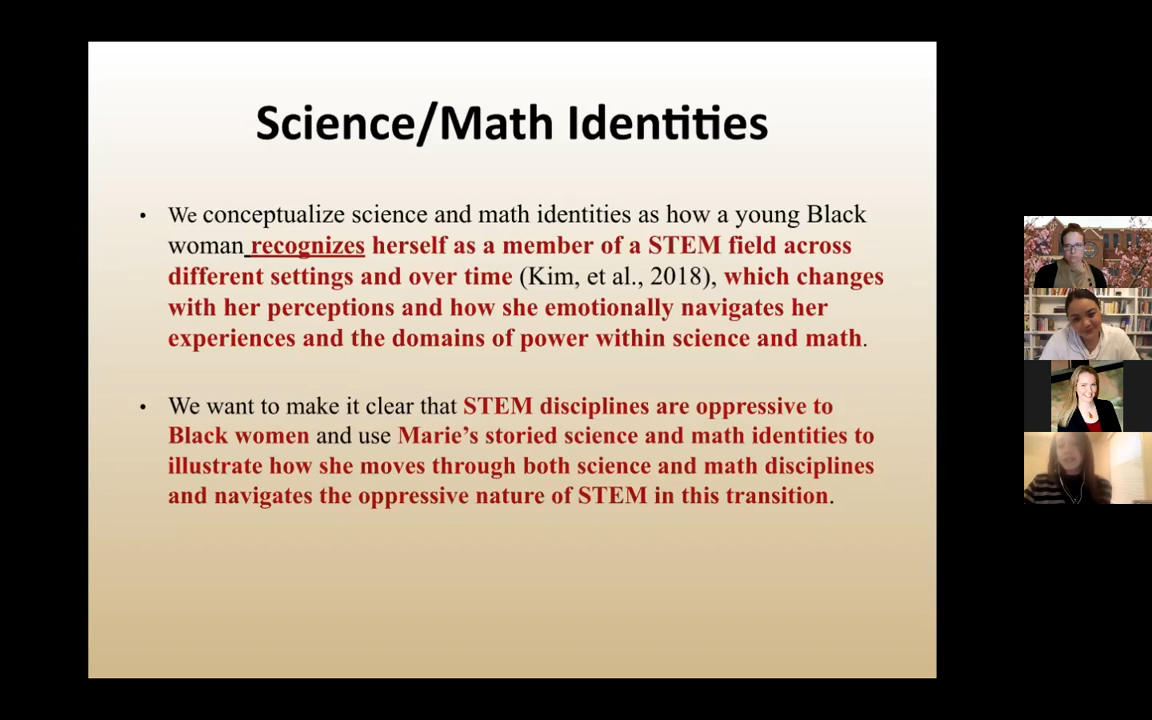 Science/Math Identities
• We conceptualize science and math identities as how a young Black
woman recognizes herself as a member of a STEM field across
different settings and over time (Kim, et al., 2018), which changes
with her perceptions and how she emotionally navigates her
experiences and the domains of power within science and math.
• We want to make it clear that STEM disciplines are oppressive to
Black women and use Marie’s storied science and math identities to
illustrate how she moves through both science and math disciplines
and navigates the oppressive nature of STEM in this transition.